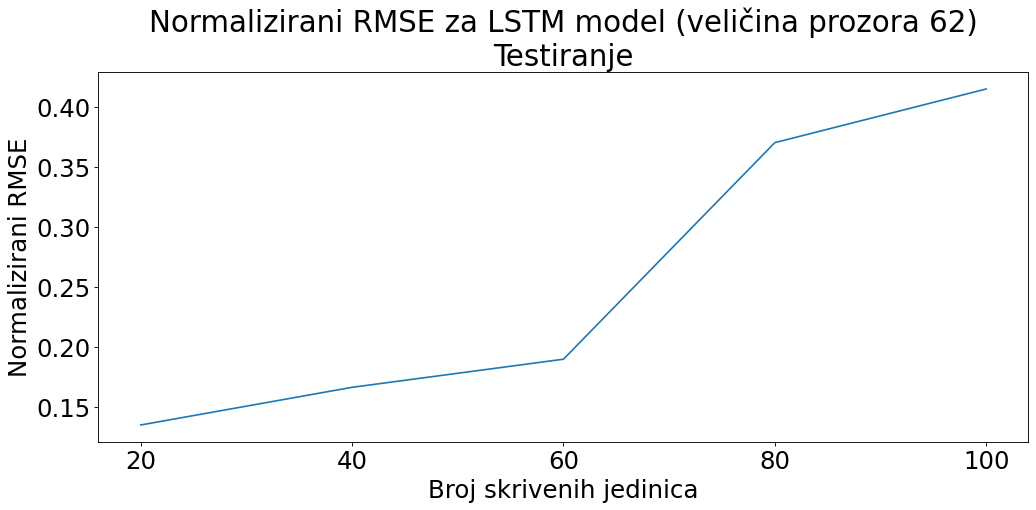 Normalizirani RMSE za LSTM model (veličina prozora 62)
Testiranje
Normalizirani RMSE
0.40
0.35
0.30
0.25
0.20
0.15
20 40 60 80 100
Broj skrivenih jedinica